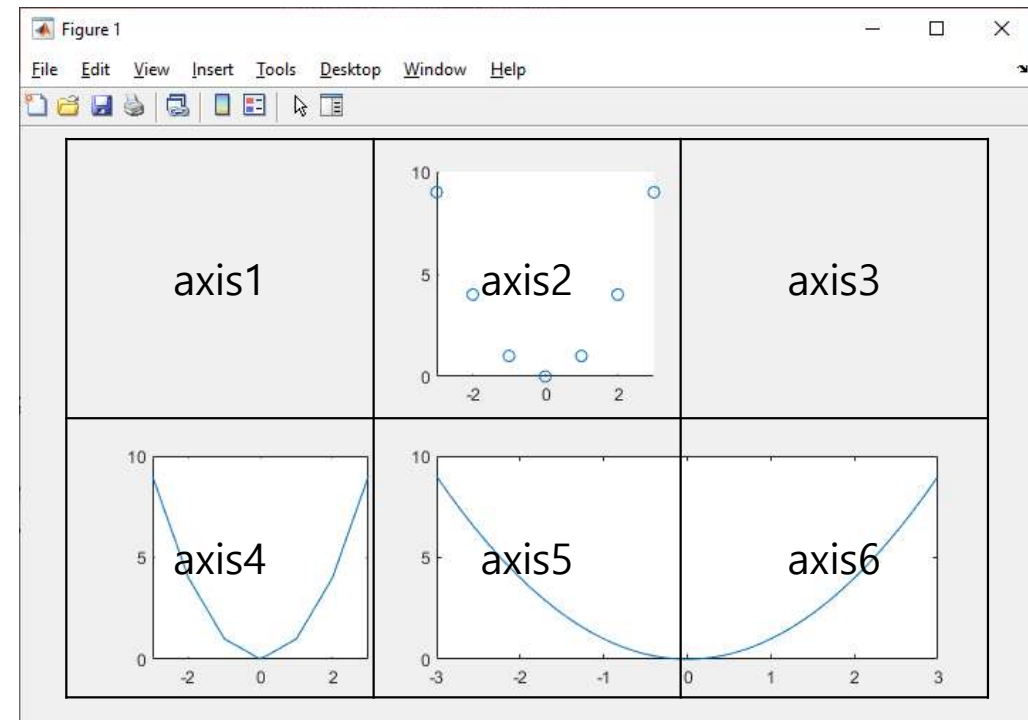 Figure 1
File Edit View Insert Tools Desktop Window Help
axis1
10
5
0
-2 0 2
axis2
axis3
10
5
0
-2 0 2
axis4
10
5
0
-3 -2 -1 0 1 2 3
axis5
axis6